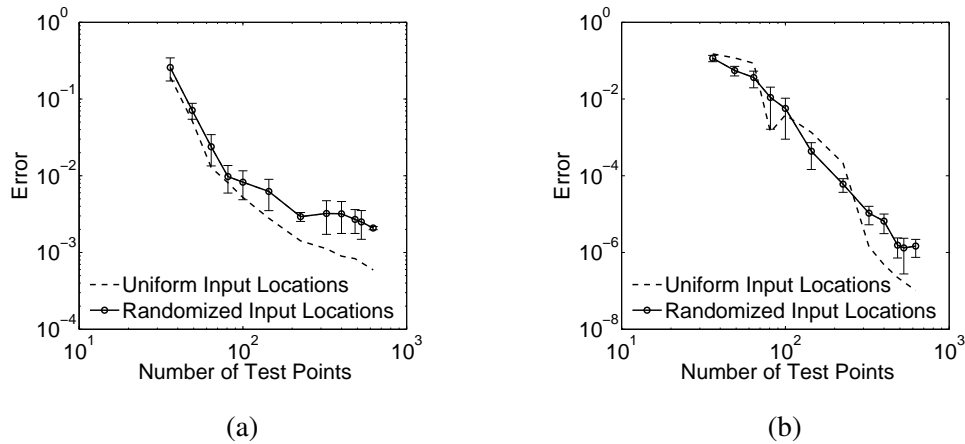 10^0
10^-1
10^-2
10^-3
10^-4
Error
Uniform Input Locations
Randomized Input Locations
10^1
10^2
10^3
Number of Test Points
(a)
10^0
10^-2
10^-4
10^-6
10^-8
Error
Uniform Input Locations
Randomized Input Locations
10^1
10^2
10^3
Number of Test Points
(b)